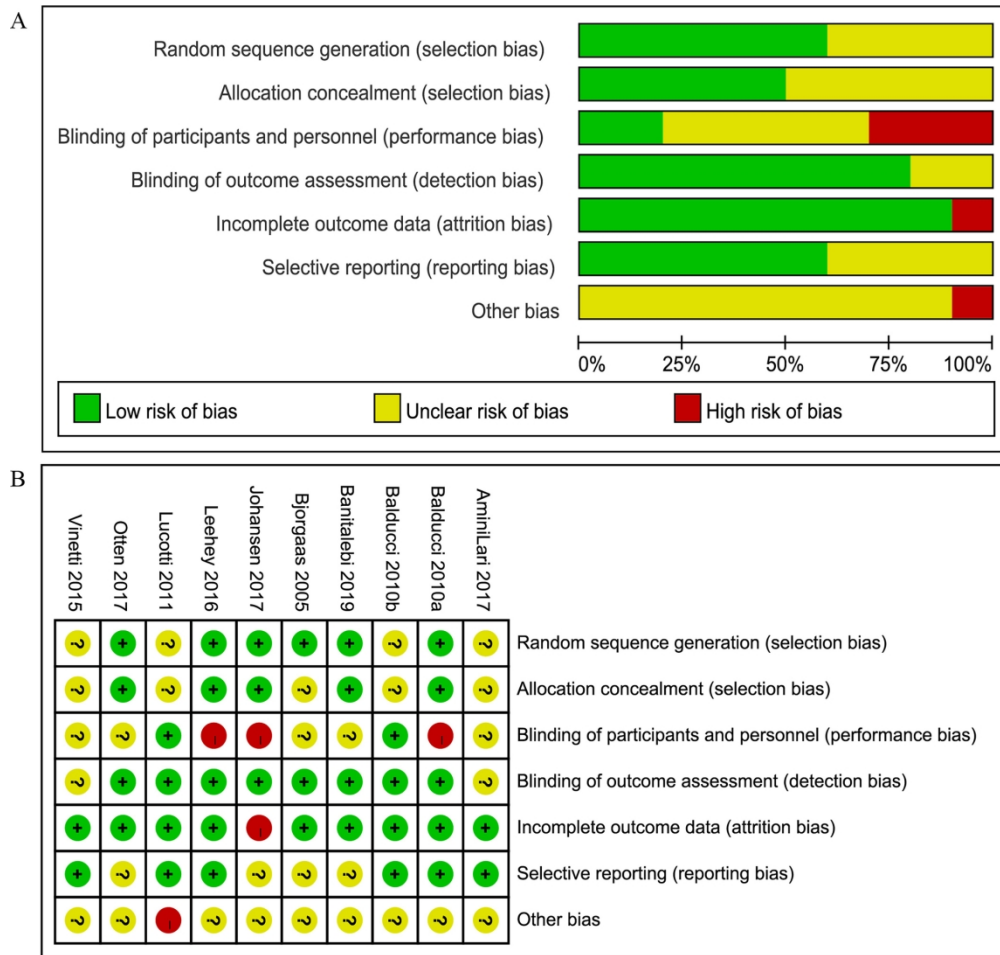 A
Random sequence generation (selection bias)
Allocation concealment (selection bias)
Blinding of participants and personnel (performance bias)
Blinding of outcome assessment (detection bias)
Incomplete outcome data (attrition bias)
Selective reporting (reporting bias)
Other bias
0% 25% 50% 75% 100%
Low risk of bias Unclear risk of bias High risk of bias
B
Vinetti 2015
Otten 2017
Lucotti 2011
Leehey 2016
Johansen 2017
Bjorgaas 2005
Banitalebi 2019
Balducci 2010b
Balducci 2010a
AminiLari 2017
? + ? + + + + ? + ? Random sequence generation (selection bias)
? + ? + + ? + ? + ? Allocation concealment (selection bias)
? ? + – – ? ? + – ? Blinding of participants and personnel (performance bias)
? + + + + + + + + ? Blinding of outcome assessment (detection bias)
+ + + + – + + + + + Incomplete outcome data (attrition bias)
+ ? + + ? ? ? + + + Selective reporting (reporting bias)
? ? – ? ? ? ? ? ? ? Other bias